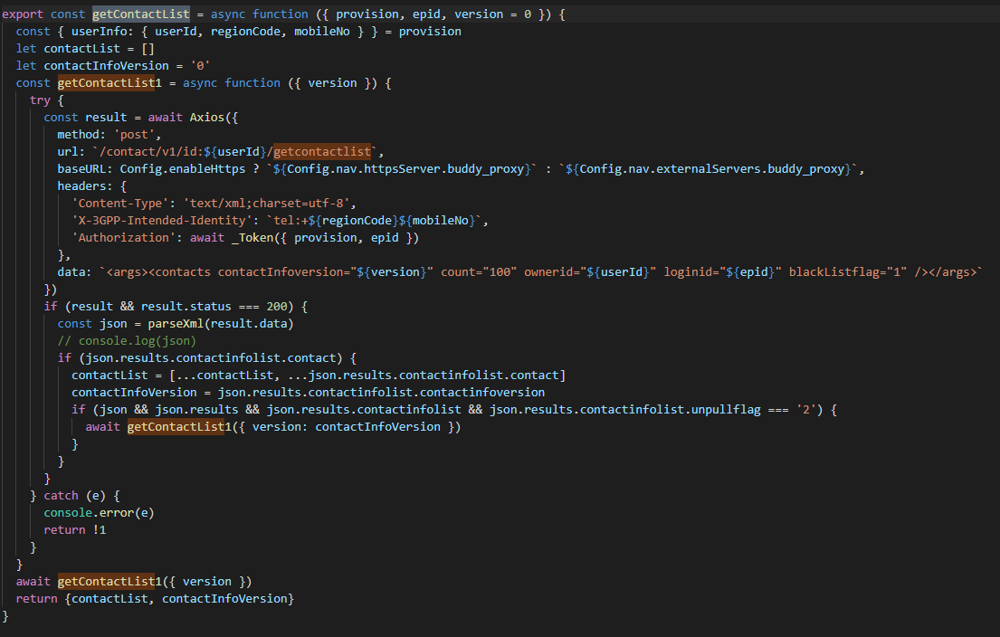 export const getContactList = async function ({ provision, epid, version = 0 }) {
const { userInfo: { userId, regionCode, mobileNo } } = provision
let contactList = []
let contactInfoVersion = '0'
const getContactList1 = async function ({ version }) {
try {
const result = await Axios({
method: 'post',
url: `/contact/v1/id:${userId}/getcontactlist`,
baseURL: Config.enableHttps ? `${Config.nav.httpsServer.buddy_proxy}` : `${Config.nav.externalServers.buddy_proxy}`,
headers: {
'Content-Type': 'text/xml;charset=utf-8',
'X-3GPP-Intended-Identity': `tel:+${regionCode}${mobileNo}`,
'Authorization': await _Token({ provision, epid })
},
data: `<args><contacts contactInfoversion="${version}" count="100" ownerid="${userId}" loginid="${epid}" blackListflag="1" /></args>`
})
if (result && result.status === 200) {
const json = parseXml(result.data)
// console.log(json)
if (json.results.contactinfolist.contact) {
contactList = [...contactList, ...json.results.contactinfolist.contact]
contactInfoVersion = json.results.contactinfolist.contactinfoversion
if (json && json.results && json.results.contactinfolist && json.results.contactinfolist.unpullflag === '2') {
await getContactList1({ version: contactInfoVersion })
}
}
}
} catch (e) {
console.error(e)
return !1
}
}
await getContactList1({ version })
return {contactList, contactInfoVersion}
}